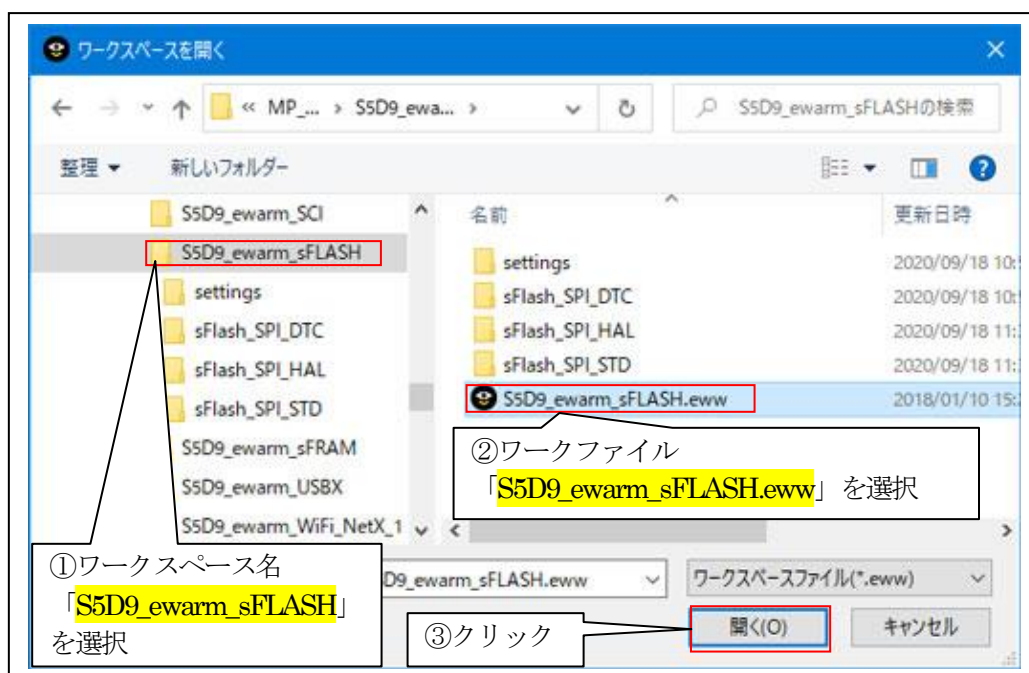 ワークスペースを開く
« MP_... › S5D9_ewa... ›
S5D9_ewarm_sFLASHの検索
整理
新しいフォルダー
S5D9_ewarm_SCI
S5D9_ewarm_sFLASH
settings
sFlash_SPI_DTC
sFlash_SPI_HAL
sFlash_SPI_STD
S5D9_ewarm_sFRAM
S5D9_ewarm_USBX
S5D9_ewarm_WiFi_NetX_1
名前
更新日時
settings
2020/09/18 10:
sFlash_SPI_DTC
2020/09/18 10:
sFlash_SPI_HAL
2020/09/18 11:
sFlash_SPI_STD
2020/09/18 11:
S5D9_ewarm_sFLASH.eww
2018/01/10 15:
②ワークファイル
「S5D9_ewarm_sFLASH.eww」を選択
①ワークスペース名
「S5D9_ewarm_sFLASH」
を選択
D9_ewarm_sFLASH.eww
ワークスペースファイル(*.eww)
③クリック
開く(O)
キャンセル